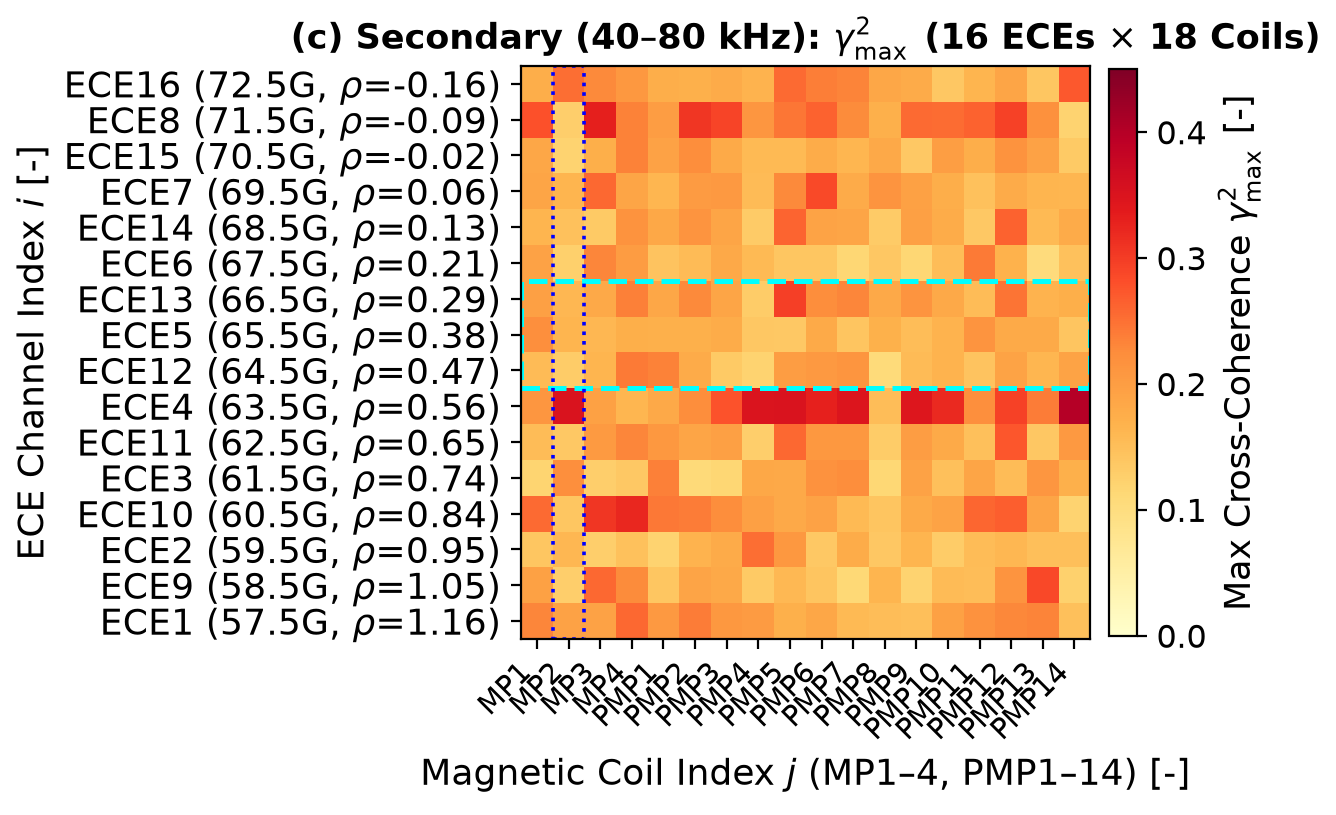 (c) Secondary (40–80 kHz): γ²max (16 ECEs × 18 Coils)
ECE Channel Index i [-]
ECE16 (72.5G, ρ=-0.16)
ECE8 (71.5G, ρ=-0.09)
ECE15 (70.5G, ρ=-0.02)
ECE7 (69.5G, ρ=0.06)
ECE14 (68.5G, ρ=0.13)
ECE6 (67.5G, ρ=0.21)
ECE13 (66.5G, ρ=0.29)
ECE5 (65.5G, ρ=0.38)
ECE12 (64.5G, ρ=0.47)
ECE4 (63.5G, ρ=0.56)
ECE11 (62.5G, ρ=0.65)
ECE3 (61.5G, ρ=0.74)
ECE10 (60.5G, ρ=0.84)
ECE2 (59.5G, ρ=0.95)
ECE9 (58.5G, ρ=1.05)
ECE1 (57.5G, ρ=1.16)
MP1
MP2
MP3
MP4
PMP1
PMP2
PMP3
PMP4
PMP5
PMP6
PMP7
PMP8
PMP9
PMP10
PMP11
PMP12
PMP13
PMP14
Magnetic Coil Index j (MP1–4, PMP1–14) [-]
0.4
0.3
0.2
0.1
0.0
Max Cross-Coherence γ²max [-]